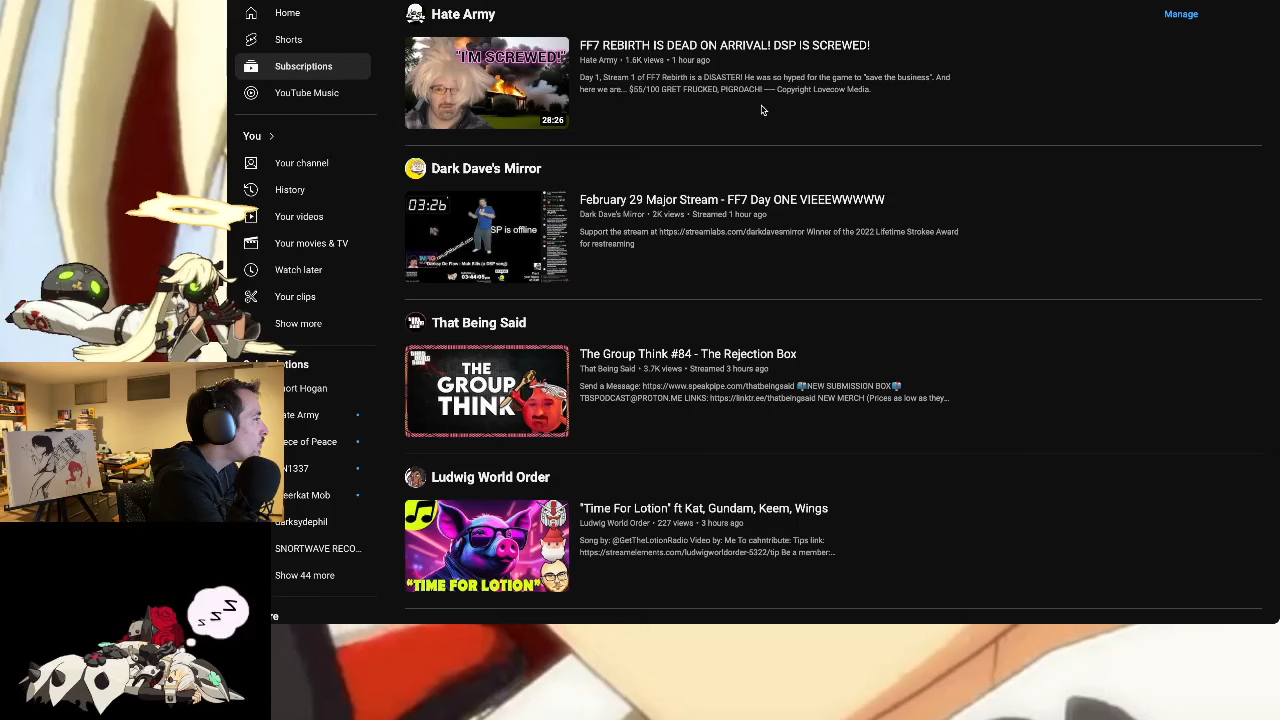 Home
Shorts
Subscriptions
YouTube Music
You
Your channel
History
Your videos
Your movies & TV
Watch later
Your clips
Show more
ort Hogan
ate Army
ece of Peace
N1337
eerkat Mob
arksydephil
SNORTWAVE RECO...
Show 44 more
Hate Army
Manage
"I'M SCREWED!"
28:26
FF7 REBIRTH IS DEAD ON ARRIVAL! DSP IS SCREWED!
Hate Army • 1.6K views • 1 hour ago
Day 1, Stream 1 of FF7 Rebirth is a DISASTER! He was so hyped for the game to "save the business". And
here we are... $55/100 GRET FRUCKED, PIGROACH! ---- Copyright Lovecow Media.
Dark Dave's Mirror
03:26
SP is offline
03:44:05
February 29 Major Stream - FF7 Day ONE VIEEEWWWWW
Dark Dave's Mirror • 2K views • Streamed 1 hour ago
Support the stream at https://streamlabs.com/darkdavesmirror Winner of the 2022 Lifetime Strokee Award
for restreaming
That Being Said
THE
GROUP
THINK
The Group Think #84 - The Rejection Box
That Being Said • 3.7K views • Streamed 3 hours ago
Send a Message: https://www.speakpipe.com/thatbeingsaid 📫NEW SUBMISSION BOX📫
TBSPODCAST@PROTON.ME LINKS: https://linktr.ee/thatbeingsaid NEW MERCH (Prices as low as they...
Ludwig World Order
"TIME FOR LOTION"
"Time For Lotion" ft Kat, Gundam, Keem, Wings
Ludwig World Order • 227 views • 3 hours ago
Song by: @GetTheLotionRadio Video by: Me To cahntribute: Tips link:
https://streamelements.com/ludwigworldorder-5322/tip Be a member:...
z z Z